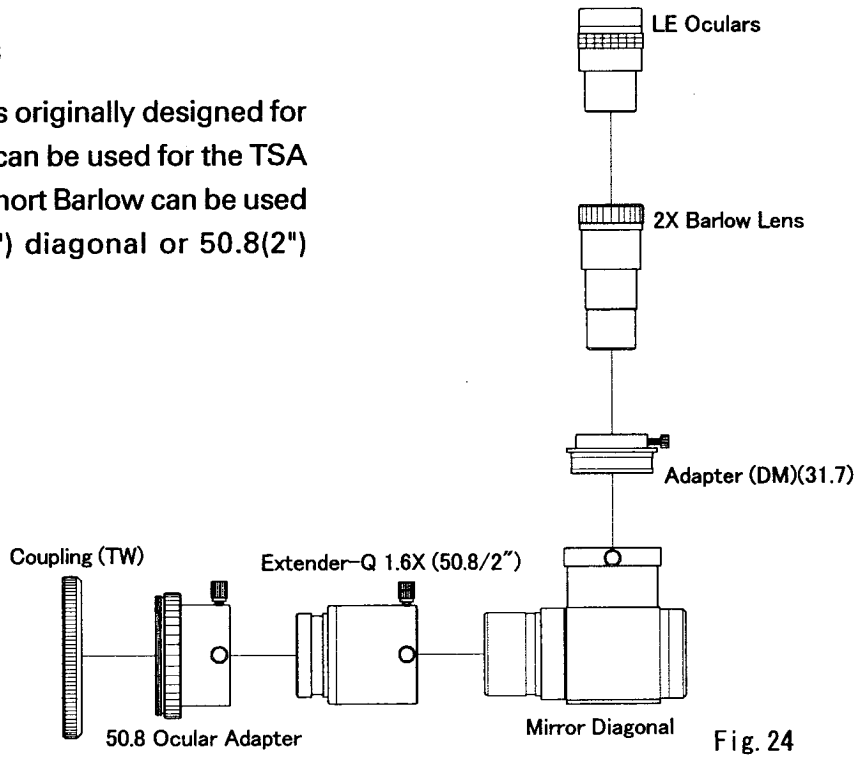 s originally designed for
can be used for the TSA
hort Barlow can be used
") diagonal or 50.8(2")
LE Oculars
2X Barlow Lens
Adapter (DM)(31.7)
Coupling (TW)
Extender-Q 1.6X (50.8/2")
50.8 Ocular Adapter
Mirror Diagonal
Fig. 24